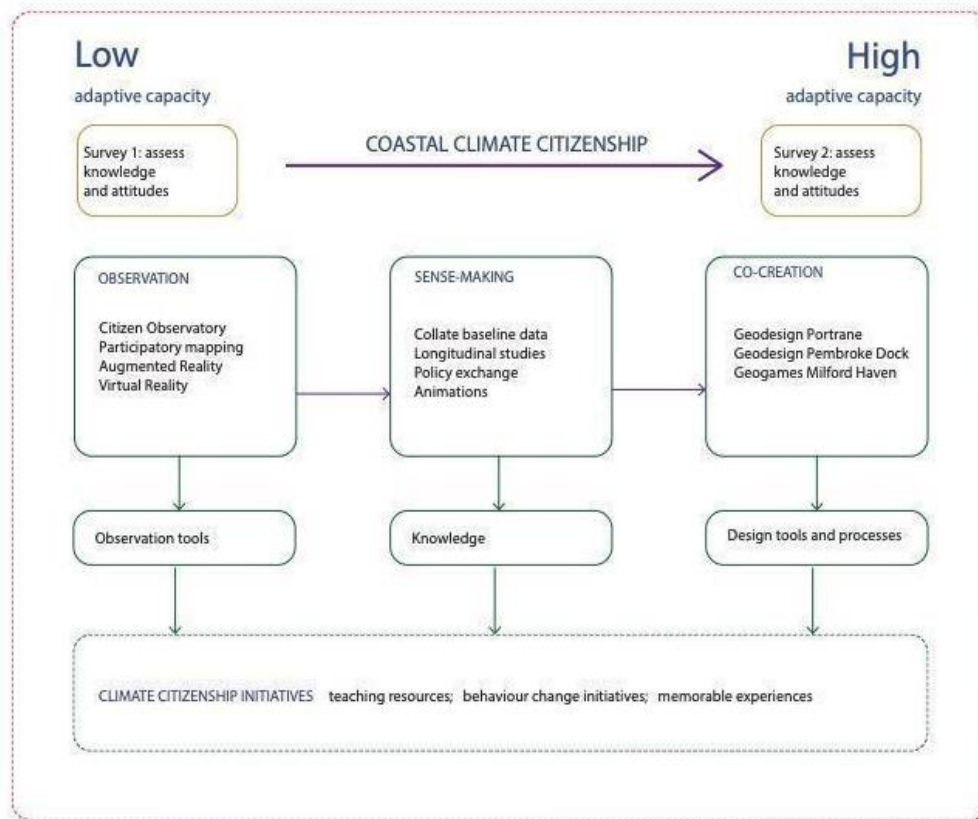 Low
adaptive capacity
High
adaptive capacity
Survey 1: assess
knowledge
and attitudes
COASTAL CLIMATE CITIZENSHIP
Survey 2: assess
knowledge
and attitudes
OBSERVATION
Citizen Observatory
Participatory mapping
Augmented Reality
Virtual Reality
SENSE-MAKING
Collate baseline data
Longitudinal studies
Policy exchange
Animations
CO-CREATION
Geodesign Portrane
Geodesign Pembroke Dock
Geogames Milford Haven
Observation tools
Knowledge
Design tools and processes
CLIMATE CITIZENSHIP INITIATIVES teaching resources; behaviour change initiatives; memorable experiences